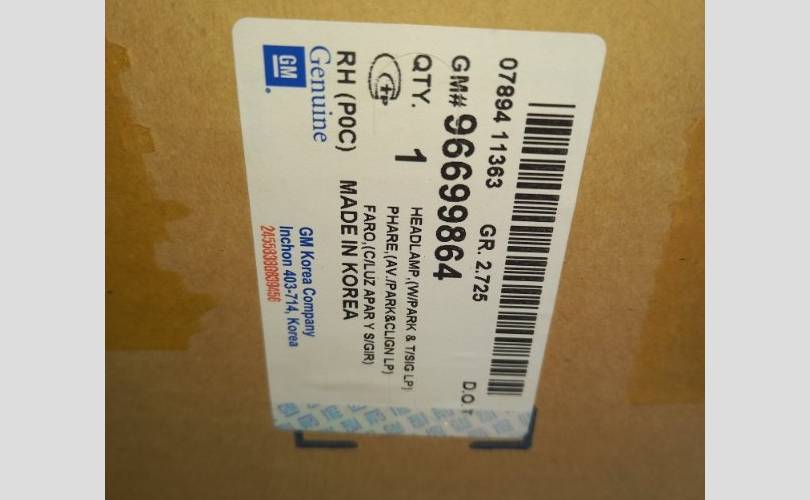 07894 11363 GR. 2.725 D.O.T
GM# 96699864
QTY. 1
HEADLAMP,(W/PARK & T/SIG LP)
PHARE,(AV./PARK&CLIGN LP)
FARO,(C/LUZ APAR Y S/GIR)
RH (P0C) MADE IN KOREA
Genuine
GM
GM Korea Company
Inchon 403-714, Korea